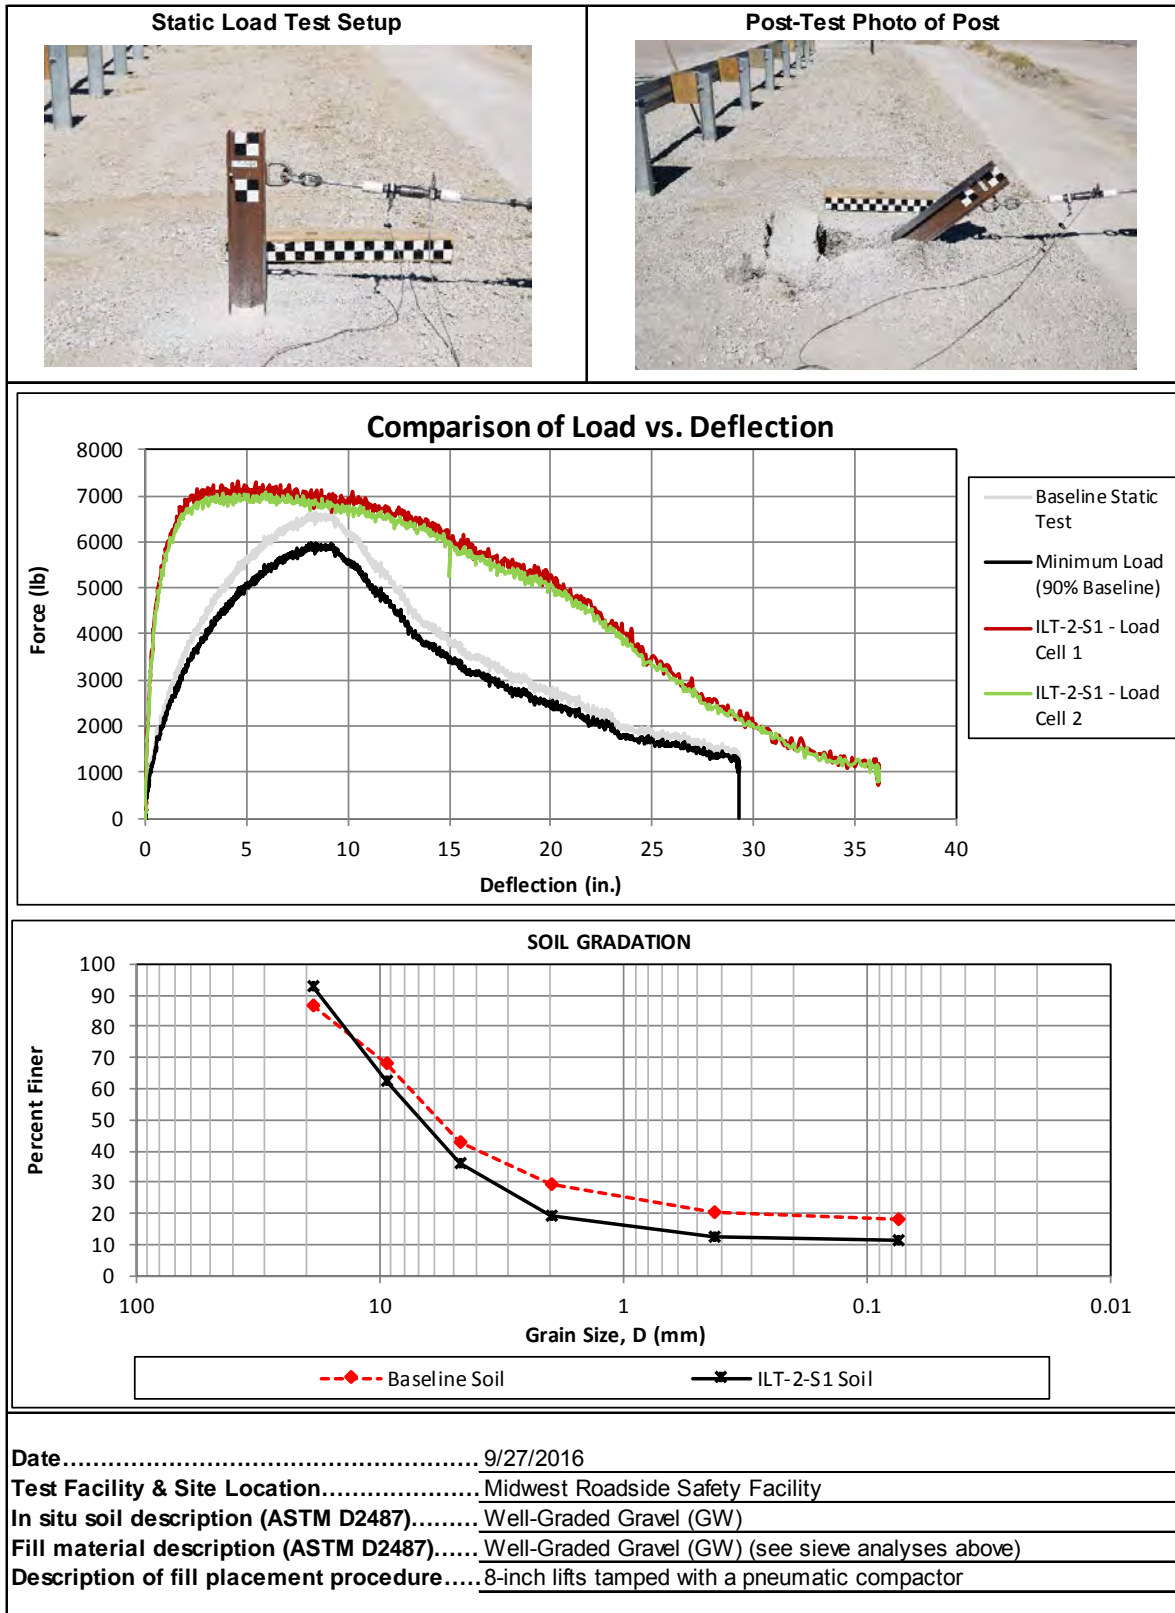 Static Load Test Setup
Post-Test Photo of Post
Comparison of Load vs. Deflection
8000
7000
6000
5000
4000
3000
2000
1000
0
Force (lb)
0 5 10 15 20 25 30 35 40
Deflection (in.)
Baseline Static
Test
Minimum Load
(90% Baseline)
ILT-2-S1 - Load
Cell 1
ILT-2-S1 - Load
Cell 2
SOIL GRADATION
100
90
80
70
60
50
40
30
20
10
0
Percent Finer
100 10 1 0.1 0.01
Grain Size, D (mm)
Baseline Soil
ILT-2-S1 Soil
Date................................................. 9/27/2016
Test Facility & Site Location................... Midwest Roadside Safety Facility
In situ soil description (ASTM D2487)......... Well-Graded Gravel (GW)
Fill material description (ASTM D2487)...... Well-Graded Gravel (GW) (see sieve analyses above)
Description of fill placement procedure..... 8-inch lifts tamped with a pneumatic compactor